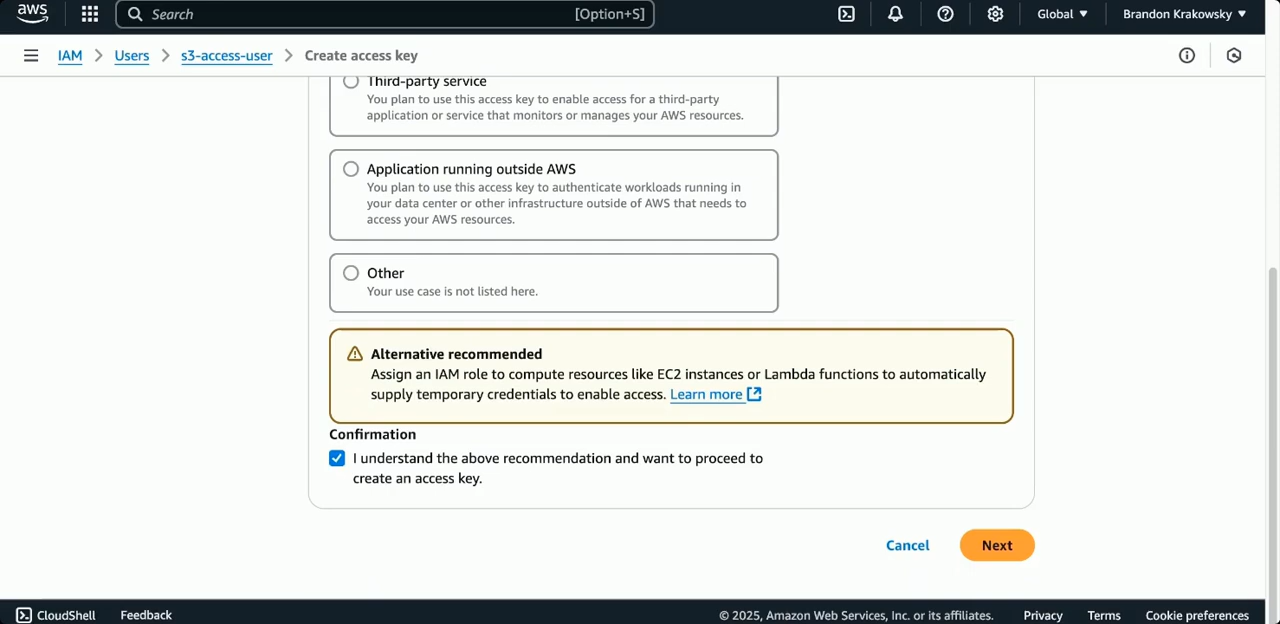 aws
Search
[Option+S]
Global
Brandon Krakowsky
IAM
Users
s3-access-user
Create access key
Third-party service
You plan to use this access key to enable access for a third-party
application or service that monitors or manages your AWS resources.
Application running outside AWS
You plan to use this access key to authenticate workloads running in
your data center or other infrastructure outside of AWS that needs to
access your AWS resources.
Other
Your use case is not listed here.
Alternative recommended
Assign an IAM role to compute resources like EC2 instances or Lambda functions to automatically
supply temporary credentials to enable access. Learn more
Confirmation
I understand the above recommendation and want to proceed to
create an access key.
Cancel
Next
CloudShell
Feedback
© 2025, Amazon Web Services, Inc. or its affiliates.
Privacy
Terms
Cookie preferences